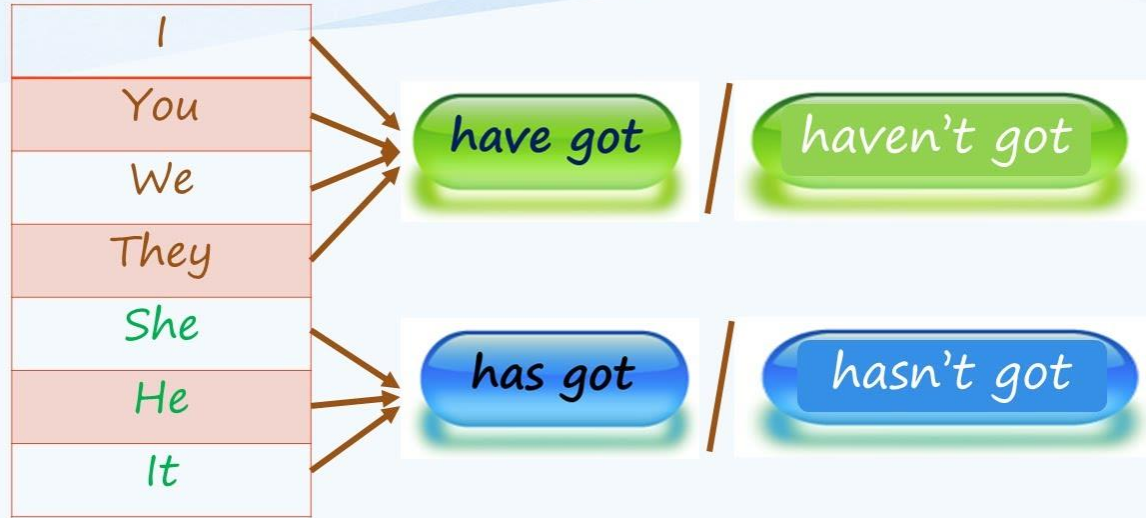 I
You
We
They
She
He
It
have got / haven't got
has got / hasn't got